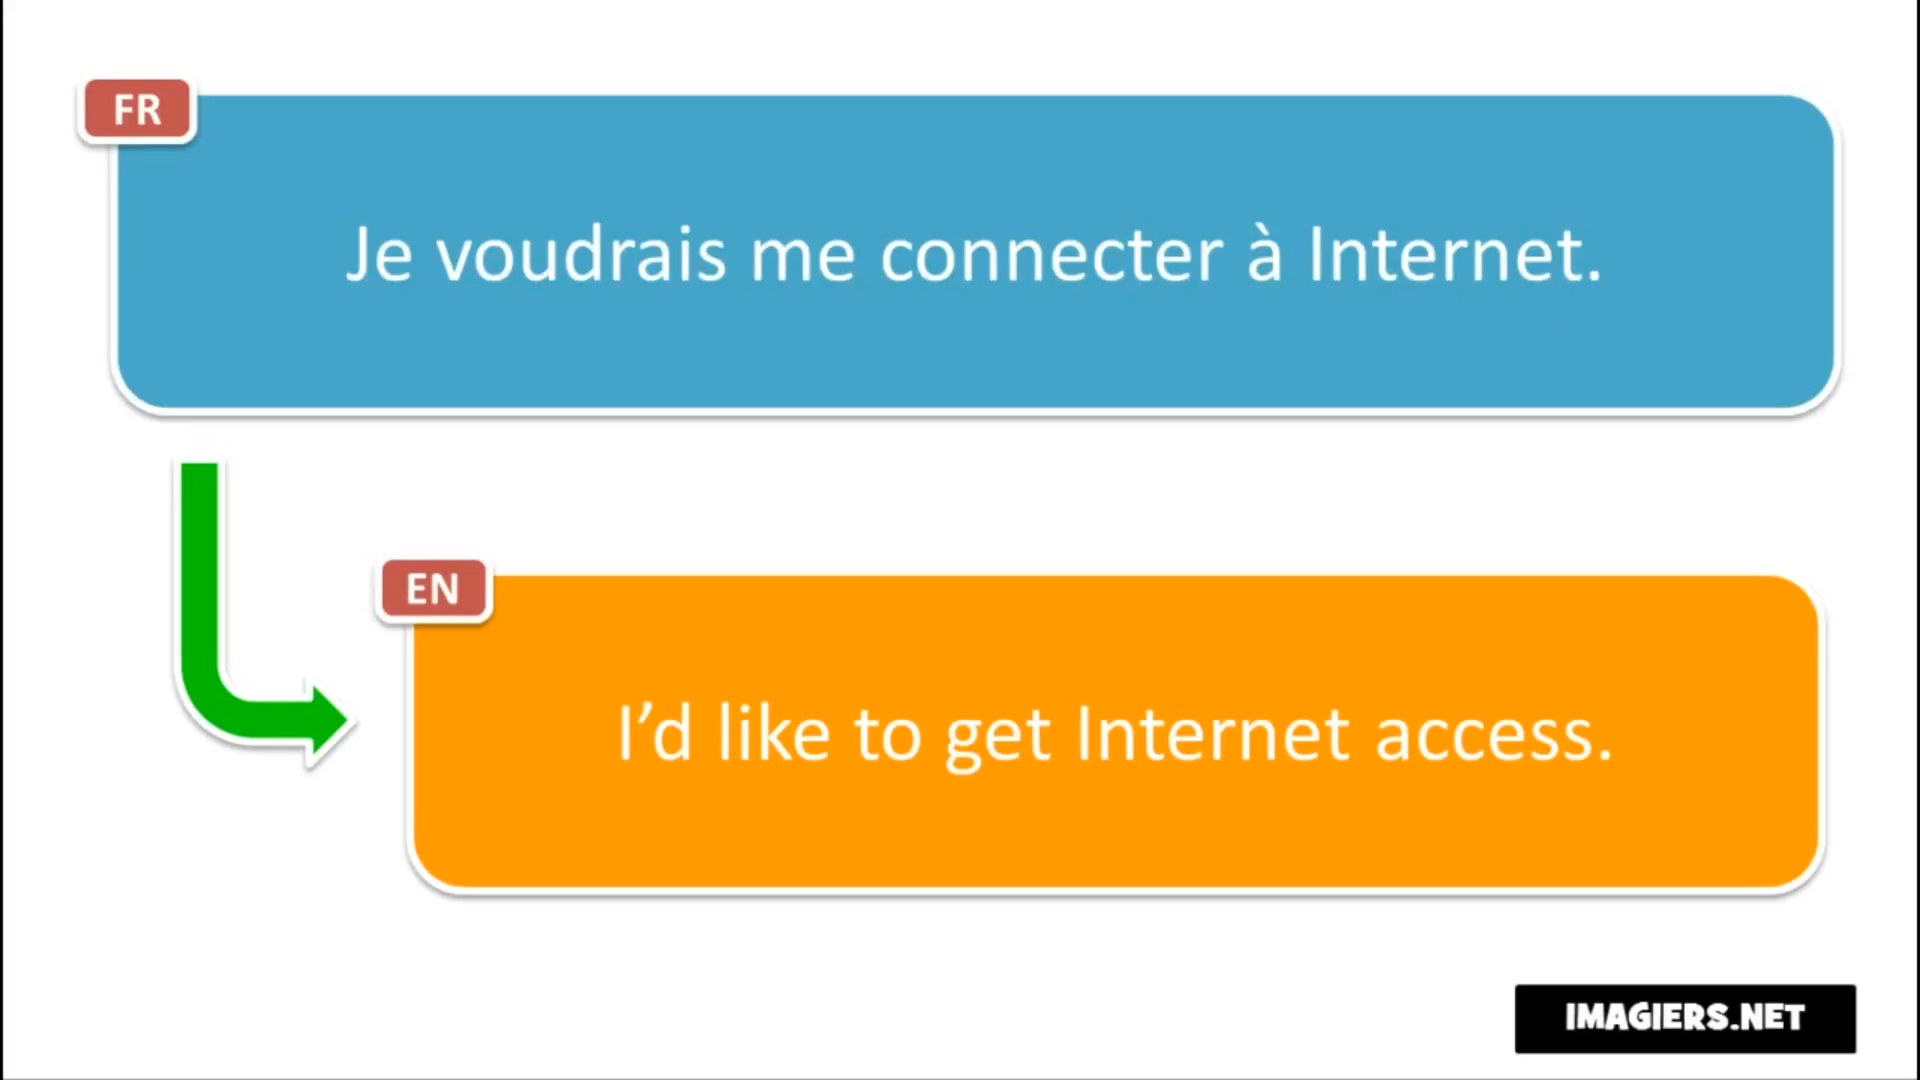 FR
Je voudrais me connecter à Internet.
EN
I’d like to get Internet access.
IMAGIERS.NET